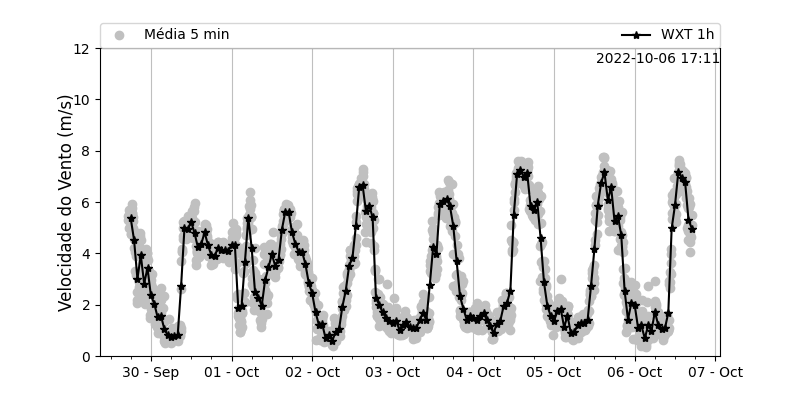 Média 5 min
WXT 1h
2022-10-06 17:11
Velocidade do Vento (m/s)
12
10
8
6
4
2
0
30 - Sep
01 - Oct
02 - Oct
03 - Oct
04 - Oct
05 - Oct
06 - Oct
07 - Oct